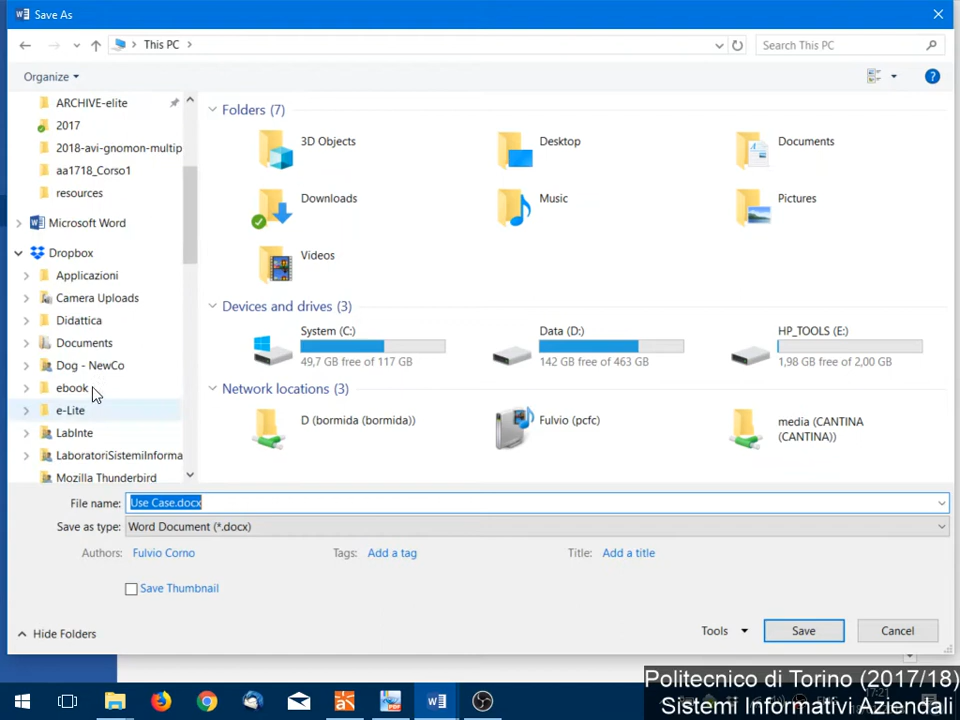 Save As
This PC
Search This PC
Organize
?
ARCHIVE-elite
2017
2018-avi-gnomon-multip
aa1718_Corso1
resources
Microsoft Word
Dropbox
Applicazioni
Camera Uploads
Didattica
Documents
Dog - NewCo
ebook
e-Lite
LabInte
LaboratoriSistemiInforma
Mozilla Thunderbird
Folders (7)
3D Objects
Desktop
Documents
Downloads
Music
Pictures
Videos
Devices and drives (3)
System (C:)
49,7 GB free of 117 GB
Data (D:)
142 GB free of 463 GB
HP_TOOLS (E:)
1,98 GB free of 2,00 GB
Network locations (3)
D (bormida (bormida))
Fulvio (pcfc)
media (CANTINA
(CANTINA))
File name: Use Case.docx
Save as type: Word Document (*.docx)
Authors: Fulvio Corno
Tags: Add a tag
Title: Add a title
Save Thumbnail
Hide Folders
Tools
Save
Cancel
Politecnico di Torino (2017/18)
17:21
Sistemi Informativi Aziendali